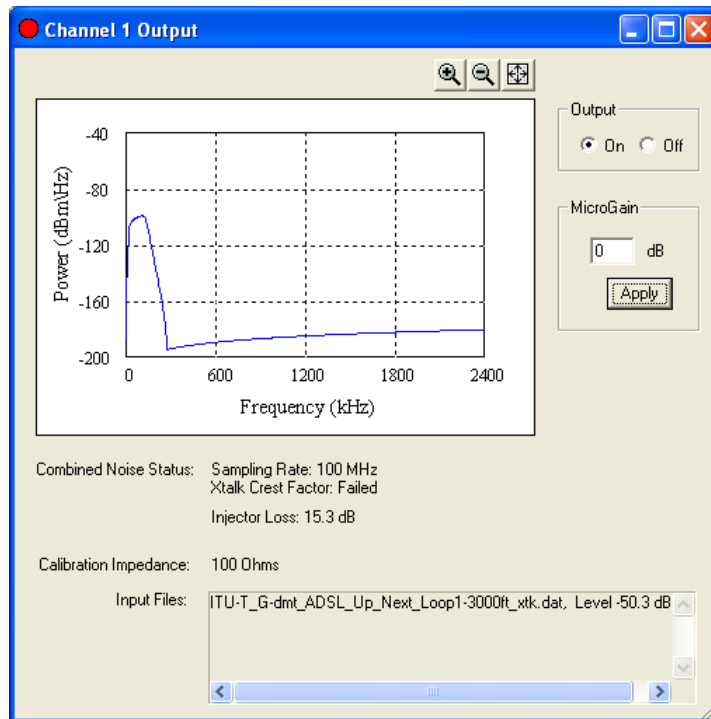 Channel 1 Output
Output
On Off
MicroGain
0 dB
Apply
Power (dBm\Hz)
-40
-80
-120
-160
-200
0 600 1200 1800 2400
Frequency (kHz)
Combined Noise Status: Sampling Rate: 100 MHz
Xtalk Crest Factor: Failed
Injector Loss: 15.3 dB
Calibration Impedance: 100 Ohms
Input Files: ITU-T_G-dmt_ADSL_Up_Next_Loop1-3000ft_xtk.dat, Level -50.3 dB